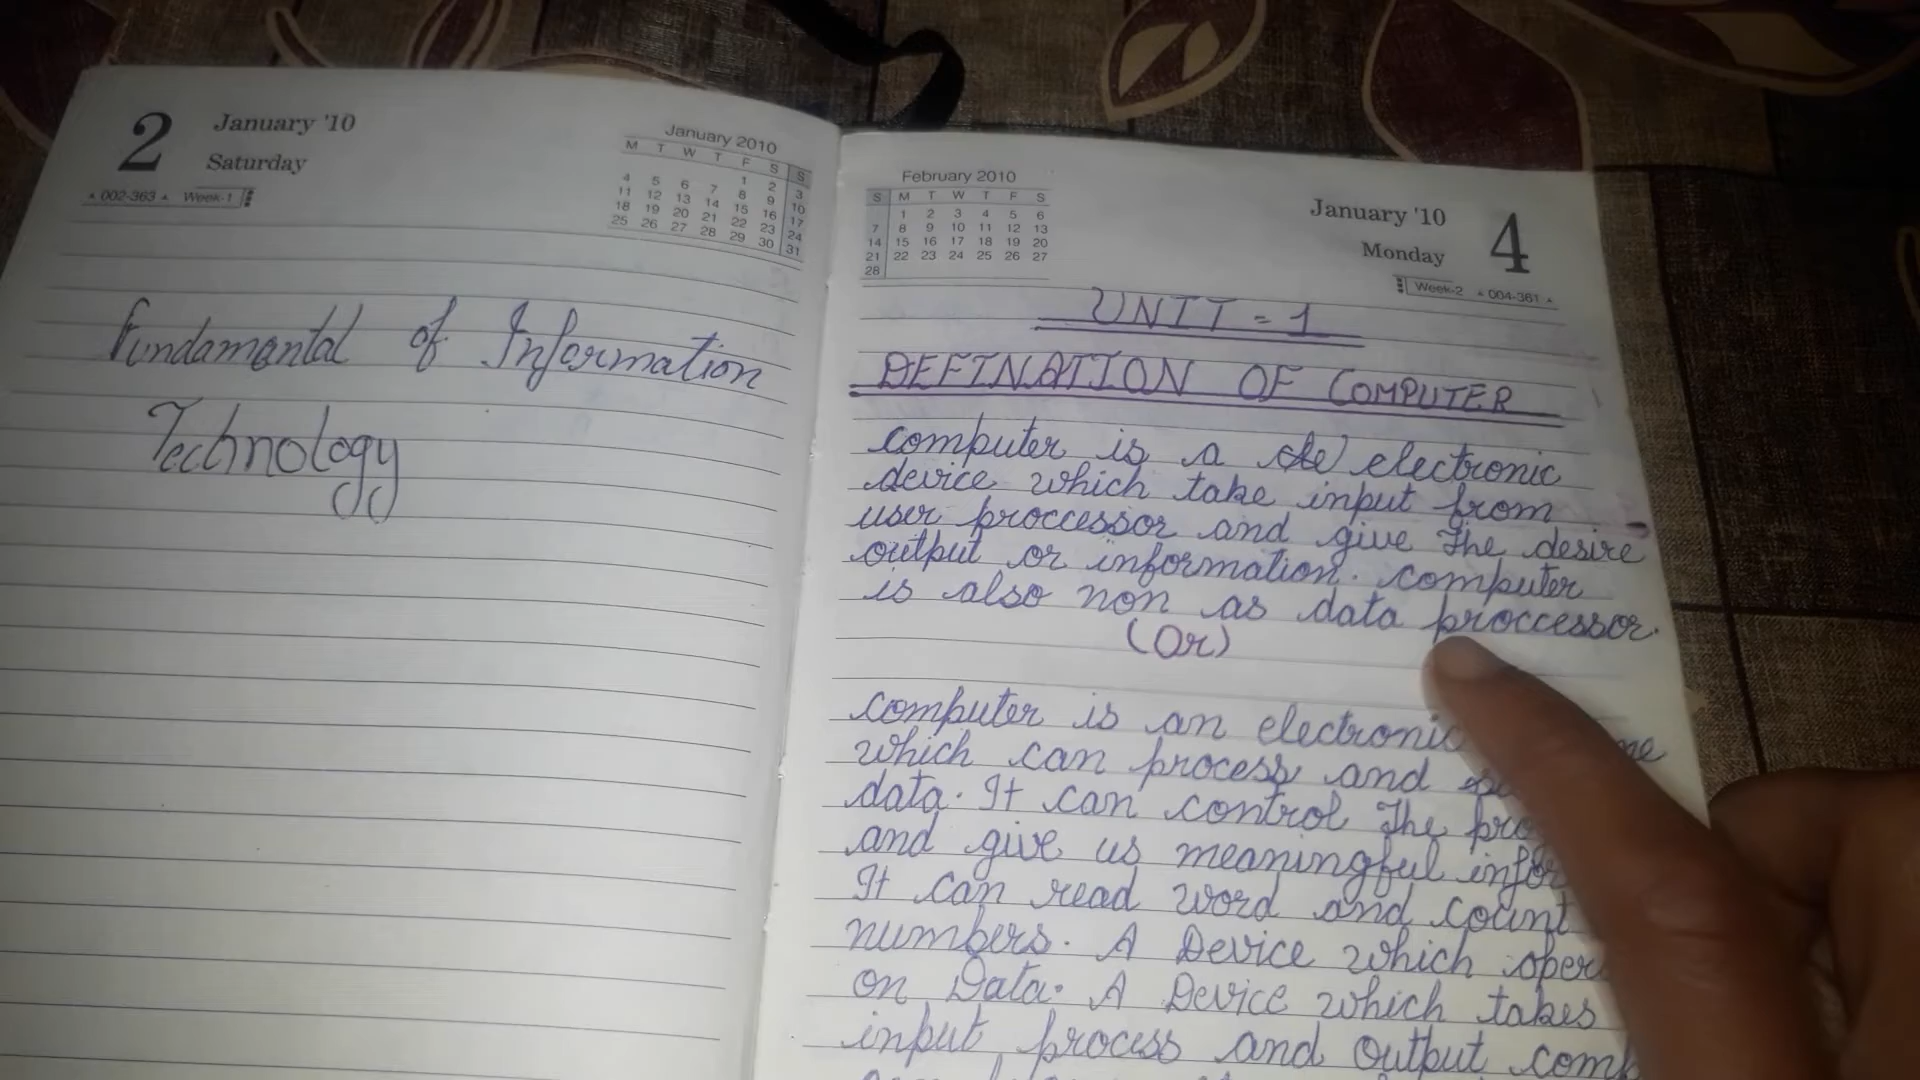 2
January '10
Saturday
002-363
Week-1
January 2010
M T W T F S S
1 2 3
4 5 6 7 8 9 10
11 12 13 14 15 16 17
18 19 20 21 22 23 24
25 26 27 28 29 30 31
Fundamental of Information
Technology
February 2010
S M T W T F S
1 2 3 4 5 6
7 8 9 10 11 12 13
14 15 16 17 18 19 20
21 22 23 24 25 26 27
28
January '10
4
Monday
Week-2
004-361
UNIT = 1
DEFINATION OF COMPUTER
computer is a electronic
device which take input from
user proccessor and give the desire
output or information. computer
is also non as data proccessor.
(Or)
computer is an electronic
which can process and
data. It can control the
and give us meaningful
It can read word and count
numbers. A Device which
on Data. A Device which takes
input process and output